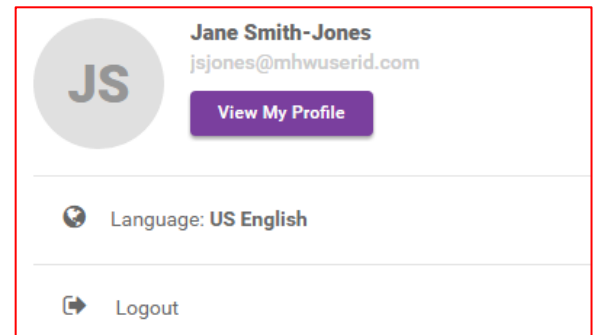 JS
Jane Smith-Jones
jsjones@mhwuserid.com
View My Profile
Language: US English
Logout